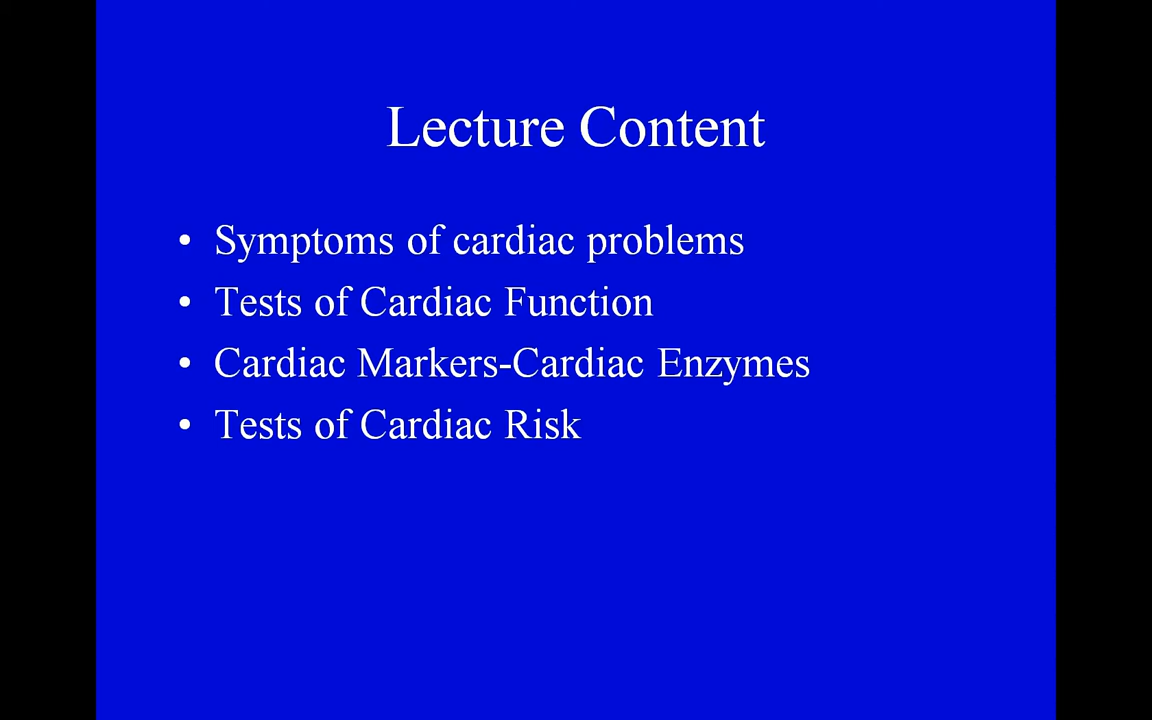 Lecture Content
• Symptoms of cardiac problems
• Tests of Cardiac Function
• Cardiac Markers-Cardiac Enzymes
• Tests of Cardiac Risk